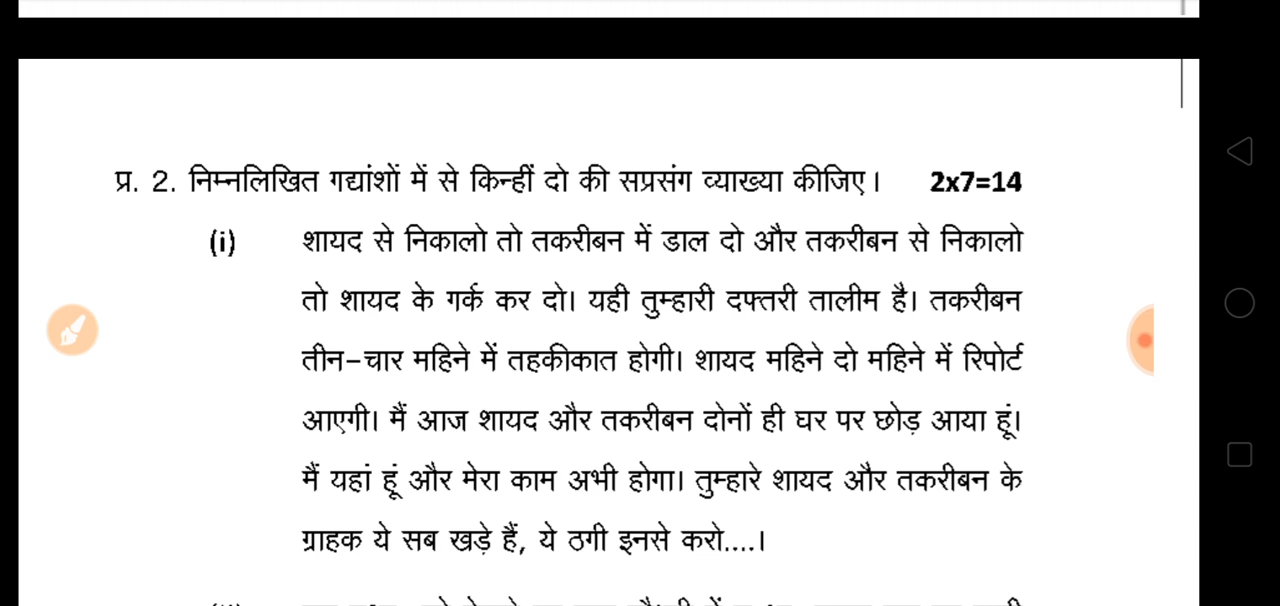 प्र. 2. निम्नलिखित गद्यांशों में से किन्हीं दो की सप्रसंग व्याख्या कीजिए। 2x7=14
(i) शायद से निकालो तो तकरीबन में डाल दो और तकरीबन से निकालो
तो शायद के गर्क कर दो। यही तुम्हारी दफ्तरी तालीम है। तकरीबन
तीन-चार महिने में तहकीकात होगी। शायद महिने दो महिने में रिपोर्ट
आएगी। मैं आज शायद और तकरीबन दोनों ही घर पर छोड़ आया हूं।
मैं यहां हूं और मेरा काम अभी होगा। तुम्हारे शायद और तकरीबन के
ग्राहक ये सब खड़े हैं, ये ठगी इनसे करो....।